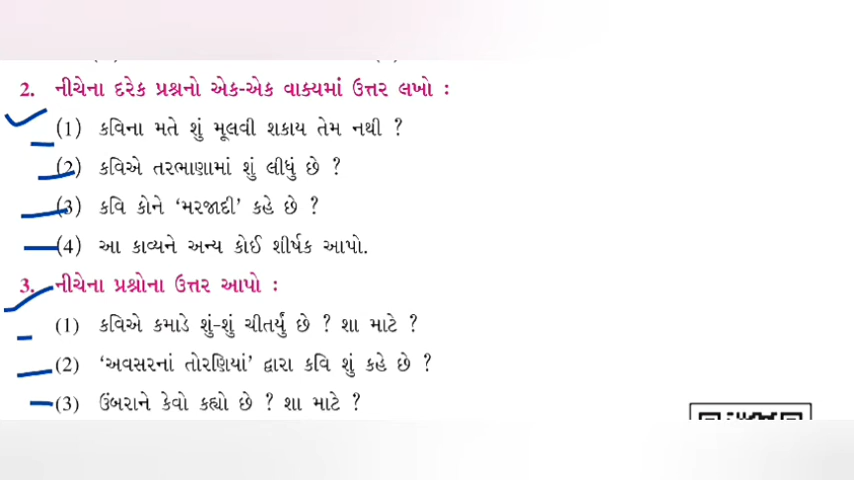 2. નીચેના દરેક પ્રશ્નનો એક-એક વાક્યમાં ઉત્તર લખો :
(1) કવિના મતે શું મૂલવી શકાય તેમ નથી ?
(2) કવિએ તરભાણામાં શું લીધું છે ?
(3) કવિ કોને ‘મરજાદી’ કહે છે ?
(4) આ કાવ્યને અન્ય કોઈ શીર્ષક આપો.
3. નીચેના પ્રશ્નોના ઉત્તર આપો :
(1) કવિએ કમાડે શું-શું ચીતર્યું છે ? શા માટે ?
(2) ‘અવસરનાં તોરણિયાં’ દ્વારા કવિ શું કહે છે ?
(3) ઉંબરાને કેવો કહ્યો છે ? શા માટે ?